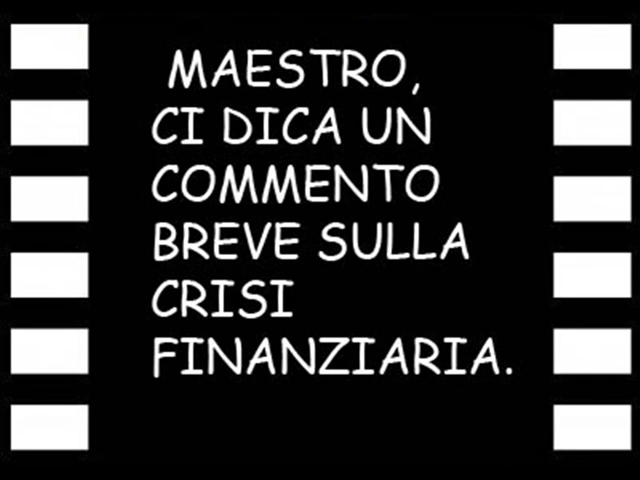 MAESTRO,
CI DICA UN
COMMENTO
BREVE SULLA
CRISI
FINANZIARIA.